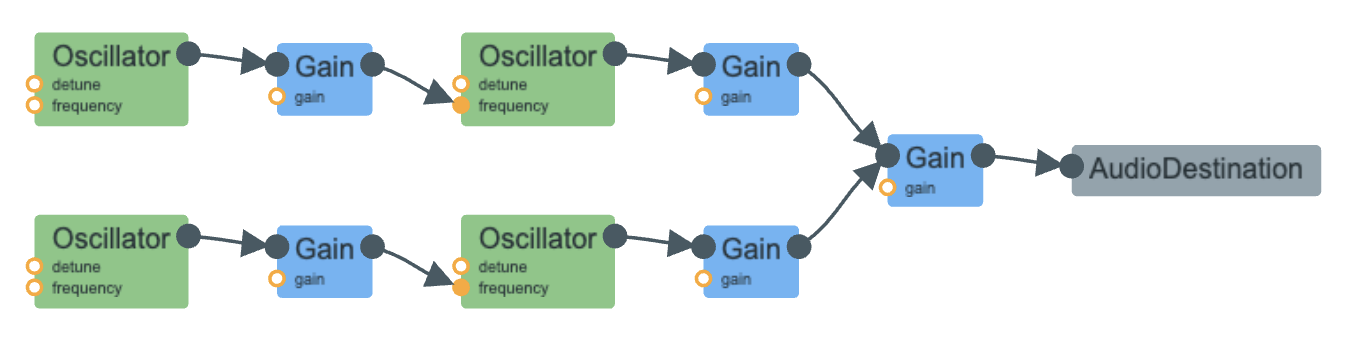 Oscillator
detune
frequency
Gain
gain
Oscillator
detune
frequency
Gain
gain
Gain
gain
AudioDestination
Oscillator
detune
frequency
Gain
gain
Oscillator
detune
frequency
Gain
gain